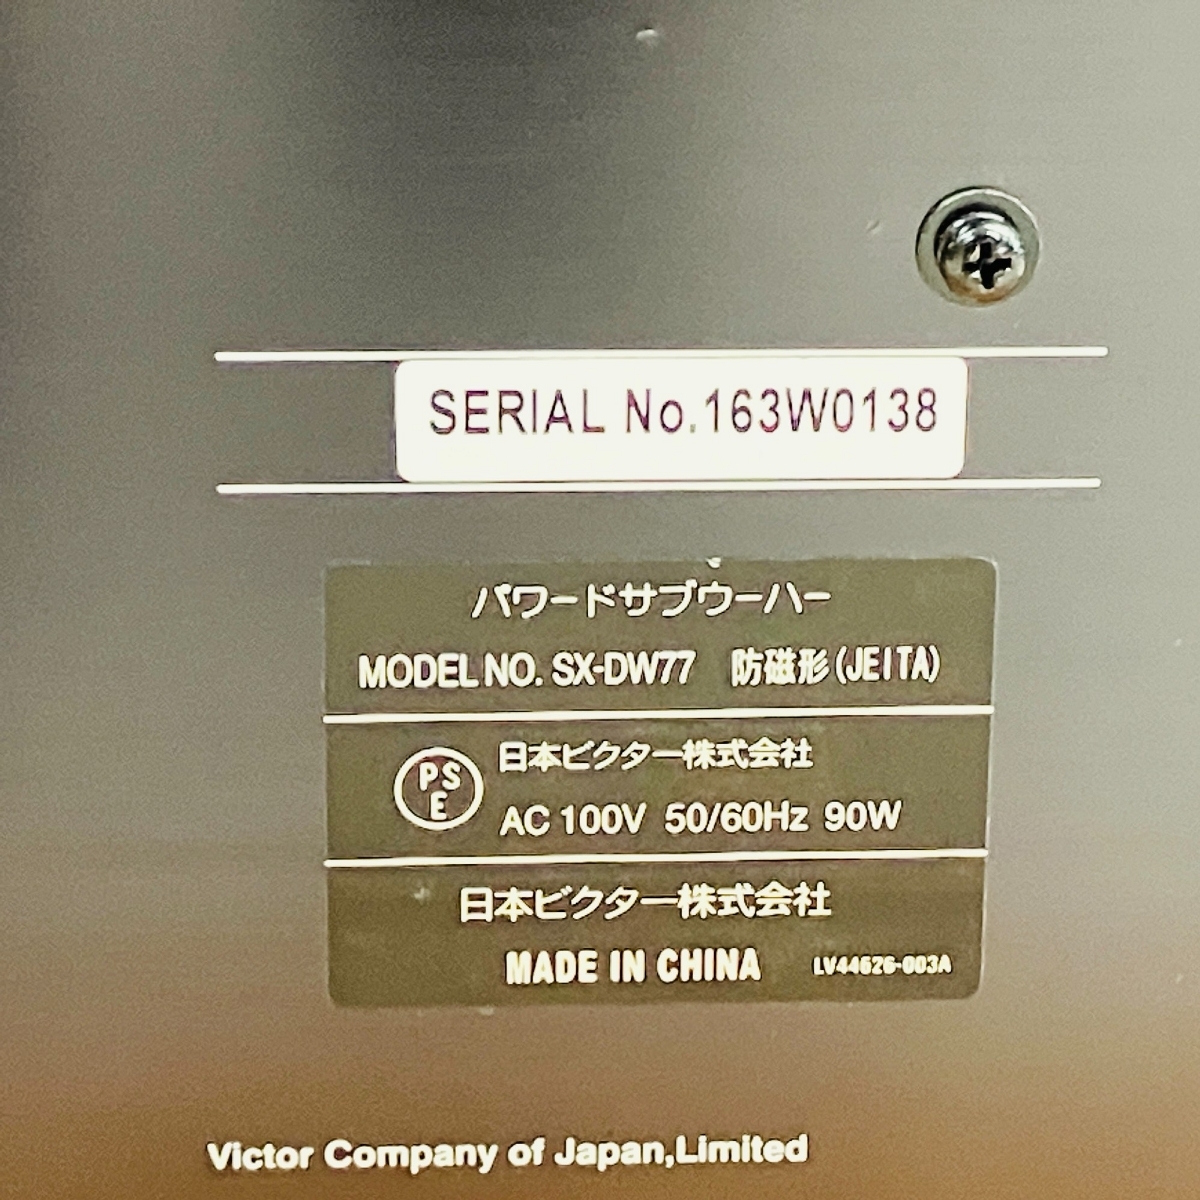 SERIAL No.163W0138
パワードサブウーハー
MODEL NO. SX-DW77 防磁形(JEITA)
PS
E
日本ビクター株式会社
AC 100V 50/60Hz 90W
日本ビクター株式会社
MADE IN CHINA LV44626-003A
Victor Company of Japan,Limited